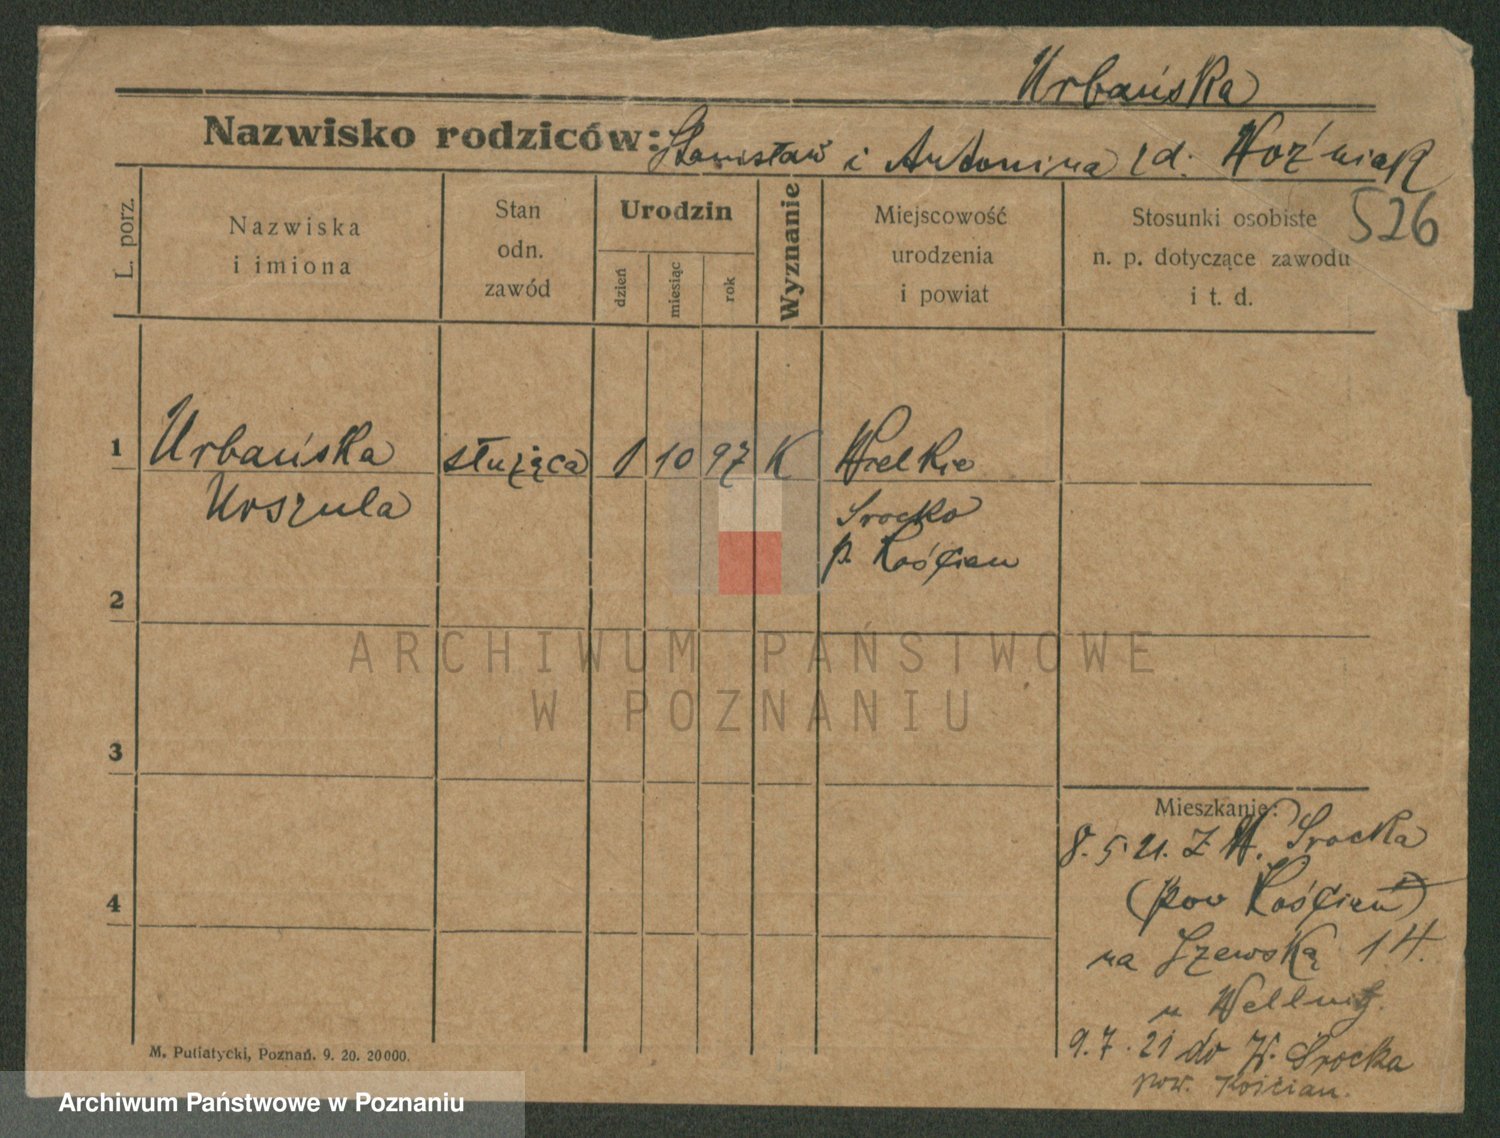 Urbańska
Nazwisko rodziców: Stanisław i Antonina zd. Woźniak
526
L. porz.
Nazwiska
i imiona
Stan
odn.
zawód
Urodzin
dzień
miesiąc
rok
Wyznanie
Miejscowość
urodzenia
i powiat
Stosunki osobiste
n. p. dotyczące zawodu
i t. d.
1 Urbańska służąca 1 10 97 K Wielkie
Urszula Srocko
p. Kościan
2
ARCHIWUM PAŃSTWOWE
W POZNANIU
3
Mieszkanie:
8.5.21. Z W. Srocka
(pow Kościan)
4
na Szewską 14.
u
9.7.21 do W. Srocka
pow. Kościan.
M. Putiatycki, Poznań. 9. 20. 20000.
Archiwum Państwowe w Poznaniu